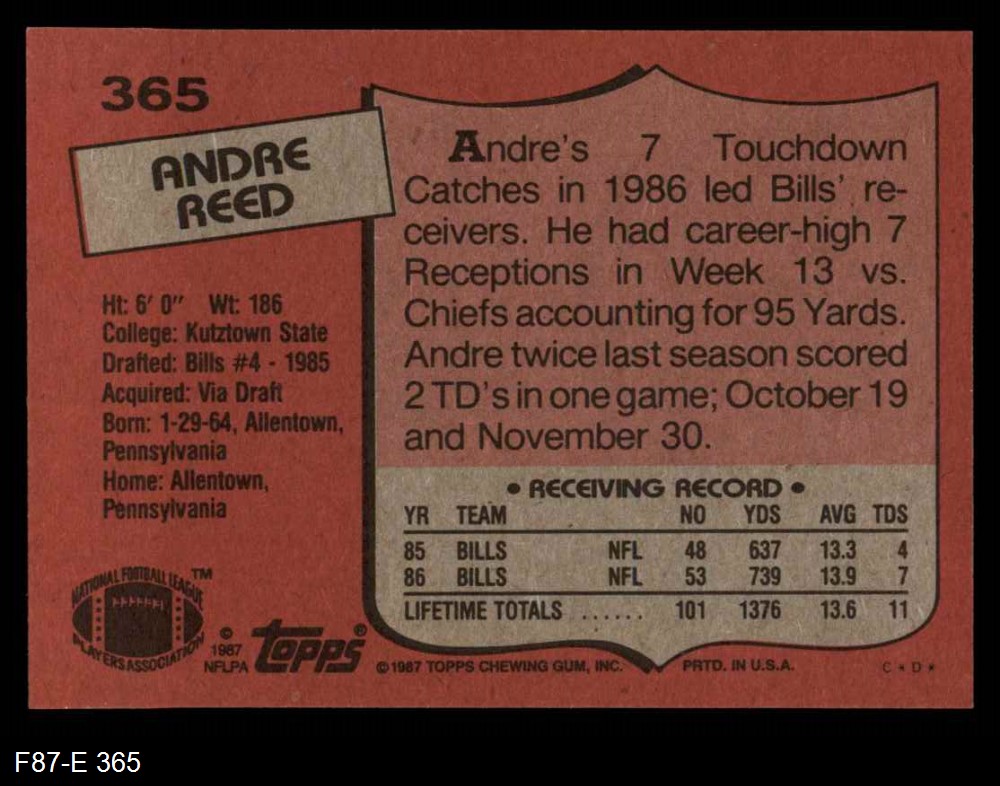 365
ANDRE
REED
Ht: 6' 0" Wt: 186
College: Kutztown State
Drafted: Bills #4 - 1985
Acquired: Via Draft
Born: 1-29-64, Allentown,
Pennsylvania
Home: Allentown,
Pennsylvania
NATIONAL FOOTBALL LEAGUE
PLAYERS ASSOCIATION
TM
©
1987
NFLPA
topps®
Andre's 7 Touchdown
Catches in 1986 led Bills' re-
ceivers. He had career-high 7
Receptions in Week 13 vs.
Chiefs accounting for 95 Yards.
Andre twice last season scored
2 TD's in one game; October 19
and November 30.
• RECEIVING RECORD •
YR TEAM NO YDS AVG TDS
85 BILLS NFL 48 637 13.3 4
86 BILLS NFL 53 739 13.9 7
LIFETIME TOTALS ...... 101 1376 13.6 11
©1987 TOPPS CHEWING GUM, INC. PRTD. IN U.S.A. C * D *
F87-E 365